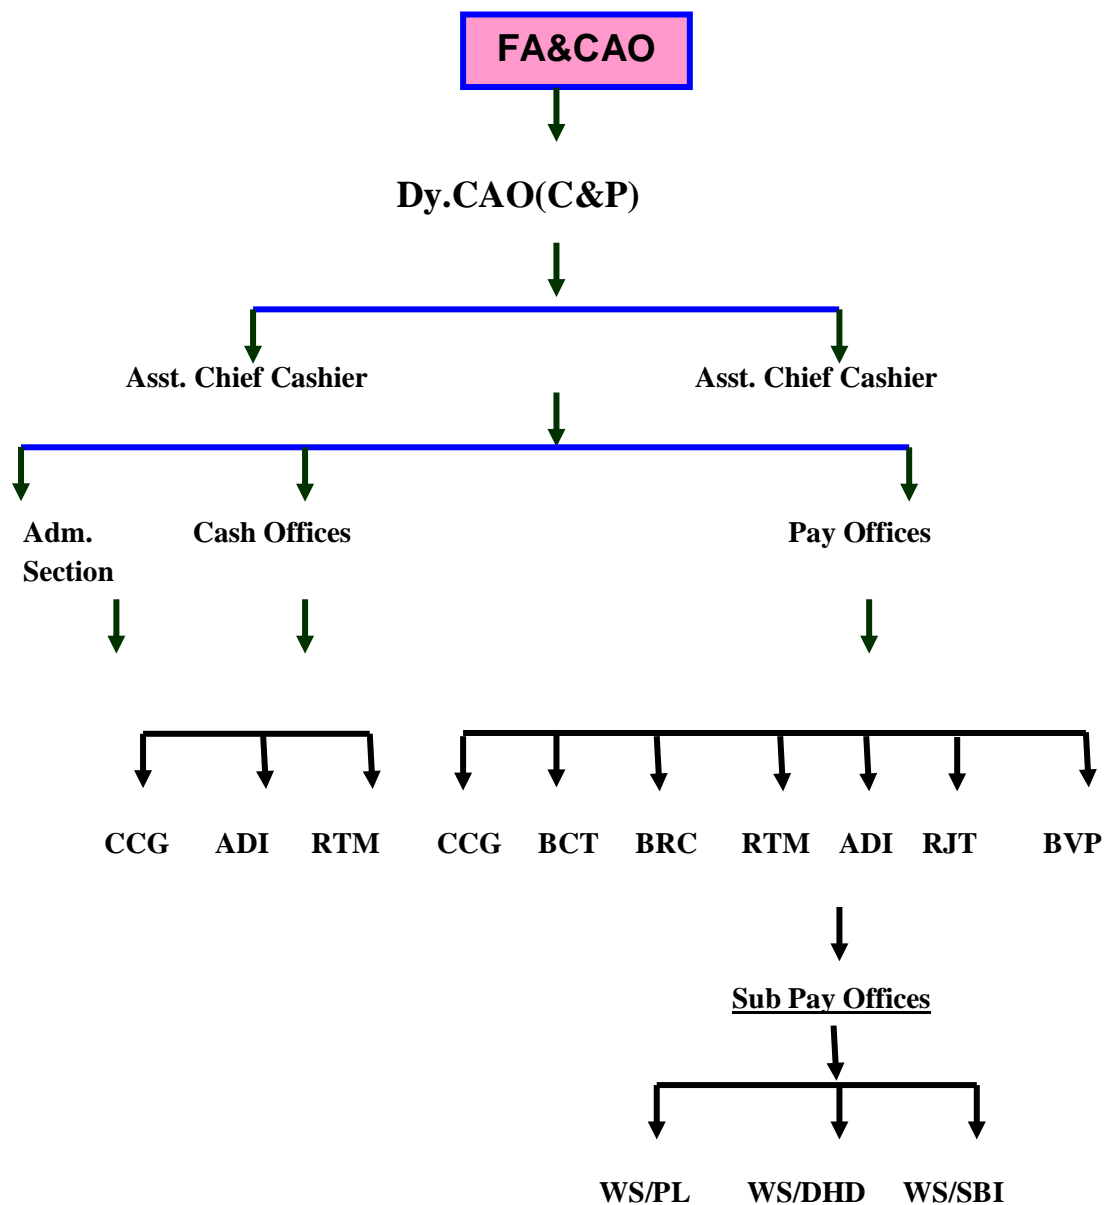 FA&CAO
Dy.CAO(C&P)
Asst. Chief Cashier
Asst. Chief Cashier
Adm.
Section
Cash Offices
Pay Offices
CCG ADI RTM
CCG BCT BRC RTM ADI RJT BVP
Sub Pay Offices
WS/PL WS/DHD WS/SBI